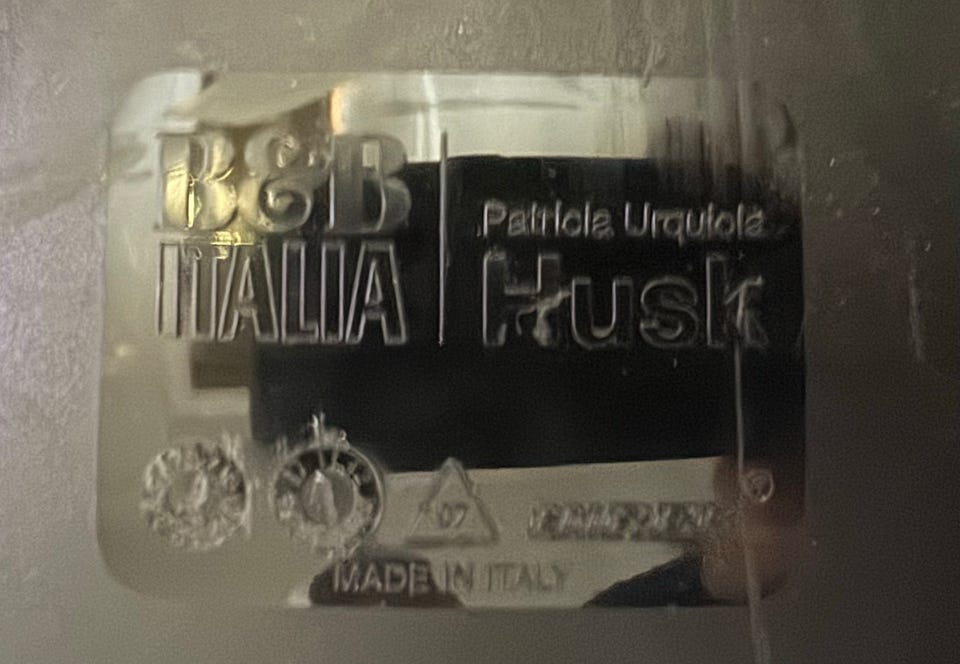 B&B
ITALIA
Patricia Urquiola
Husk
07
MADE IN ITALY